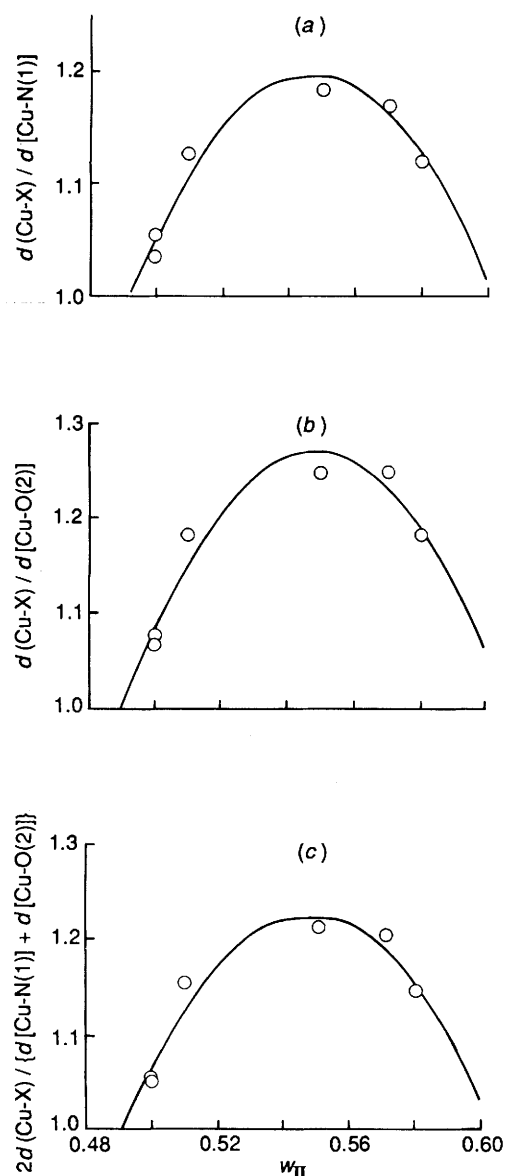 (a)
d (Cu-X) / d [Cu-N(1)]
1.2
1.1
1.0
(b)
d (Cu-X) / d [Cu-O(2)]
1.3
1.2
1.1
1.0
(c)
2d (Cu-X) / {d [Cu-N(1)] + d [Cu-O(2)]}
1.3
1.2
1.1
1.0
0.48 0.52 0.56 0.60
wΠ